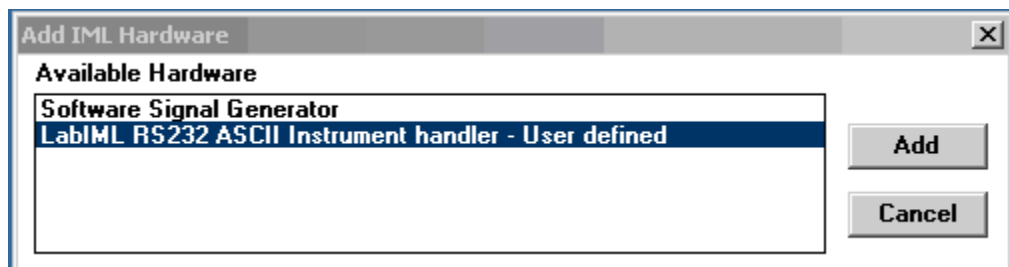 Add IML Hardware
Available Hardware
Software Signal Generator
LabIML RS232 ASCII Instrument handler - User defined
Add
Cancel